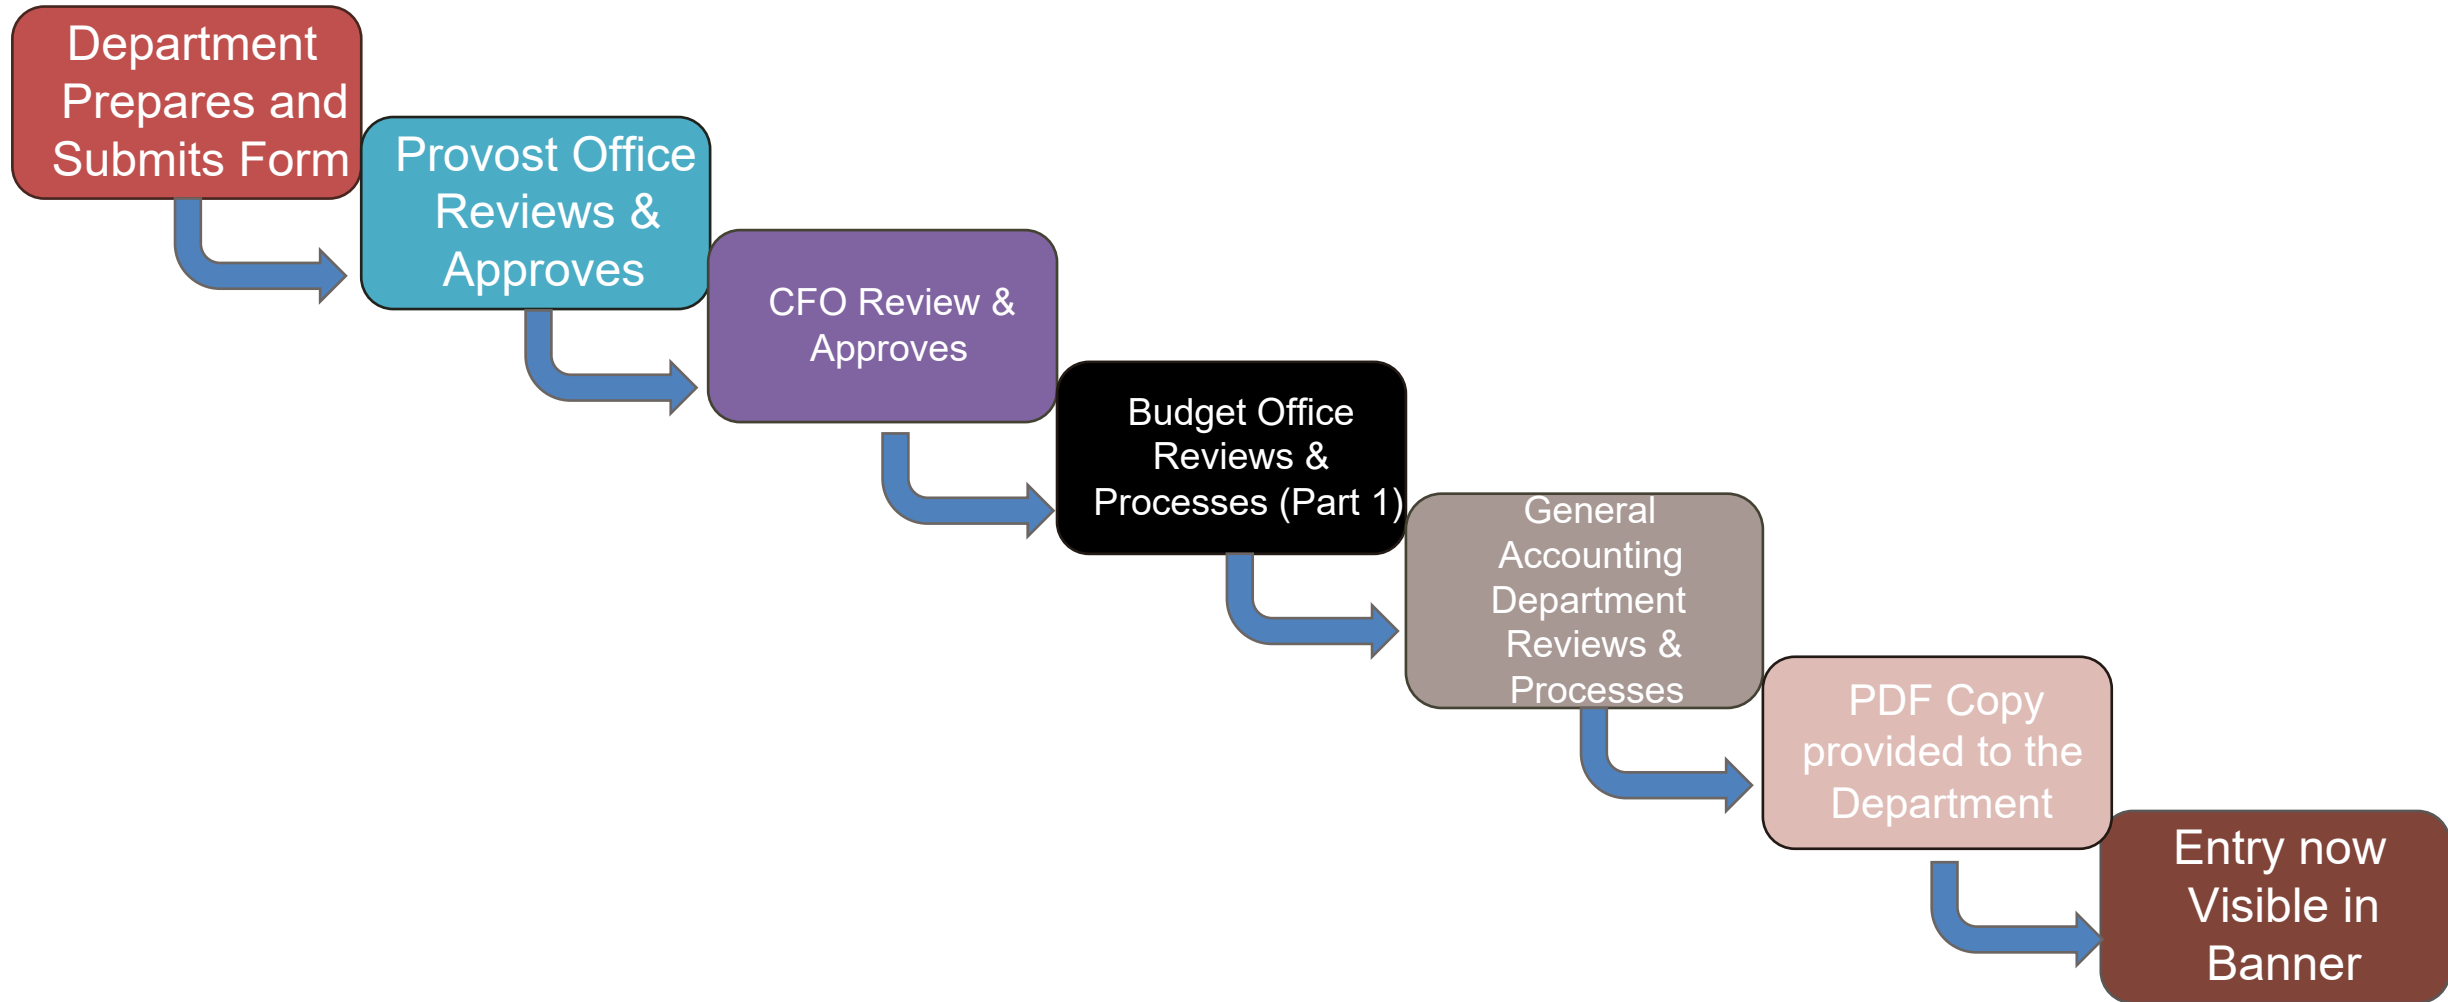 Department
Prepares and
Submits Form
Provost Office
Reviews &
Approves
CFO Review &
Approves
Budget Office
Reviews &
Processes (Part 1)
General
Accounting
Department
Reviews &
Processes
PDF Copy
provided to the
Department
Entry now
Visible in
Banner